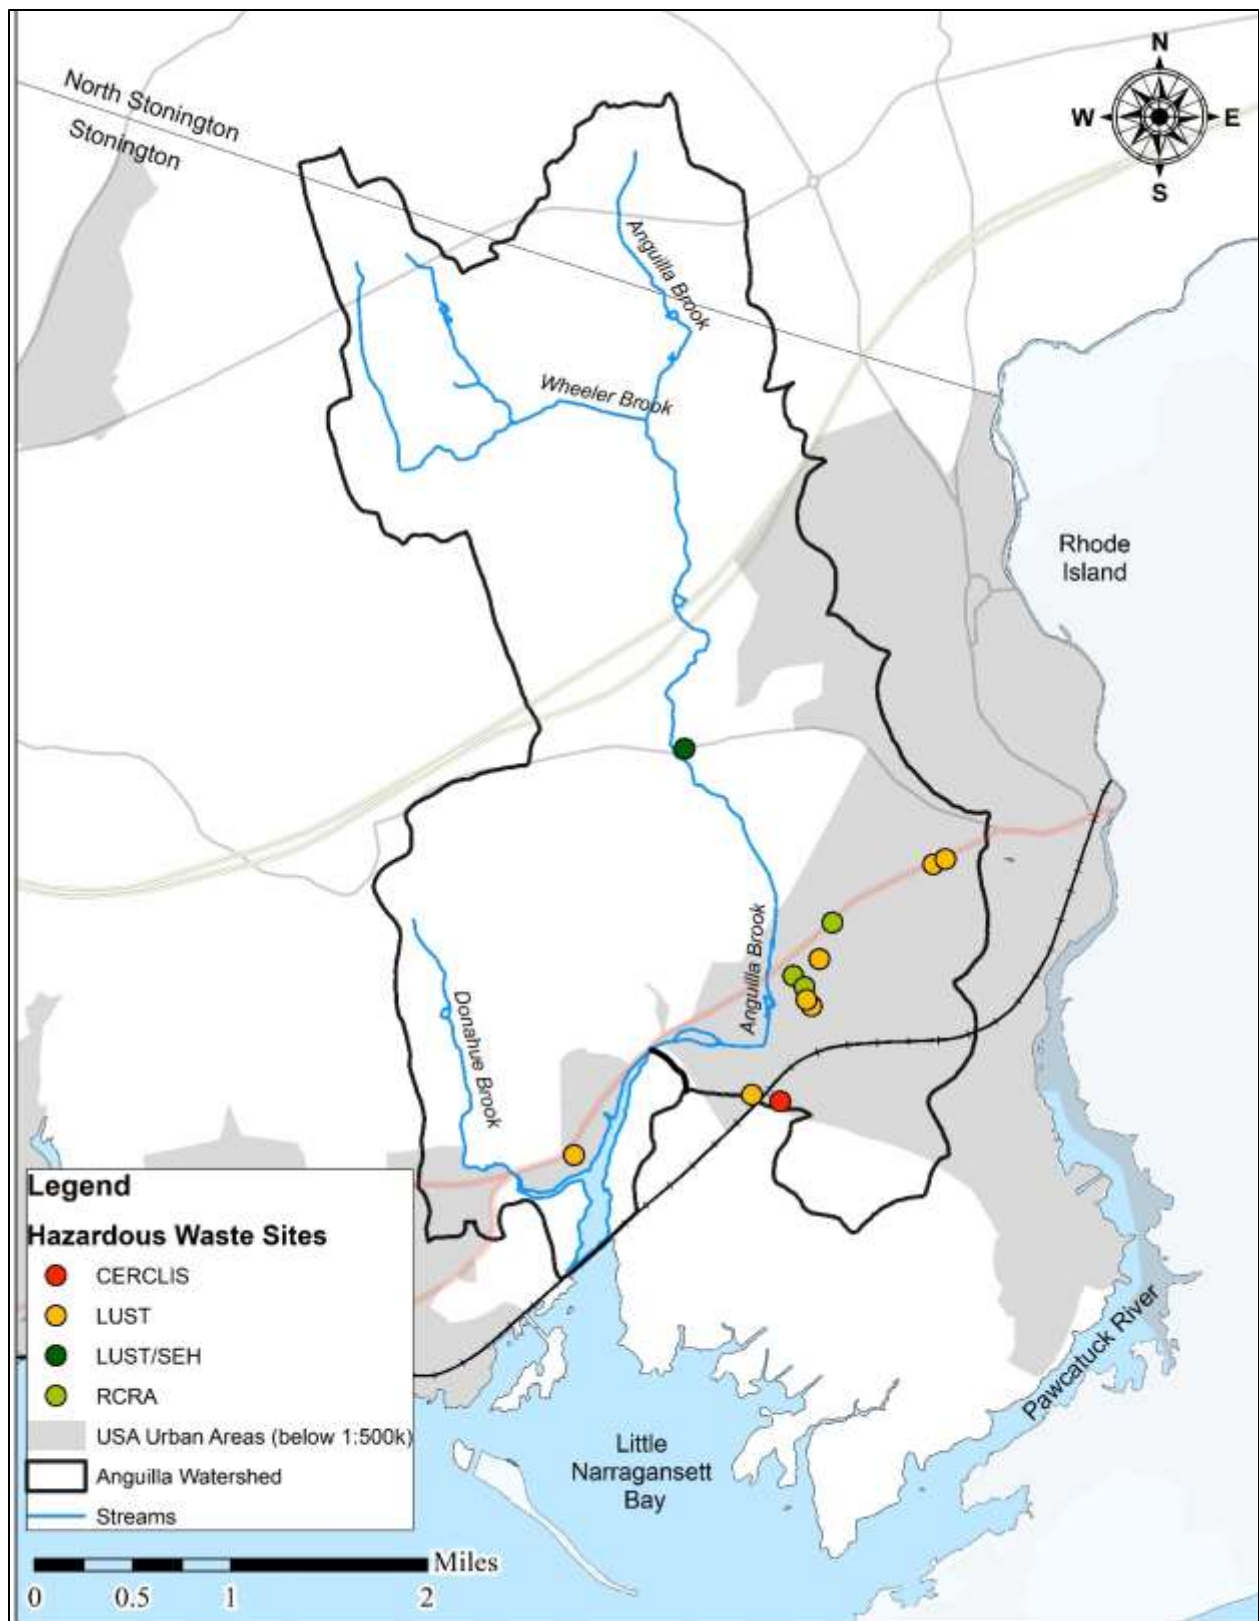 N
W
E
S
North Stonington
Stonington
Anguilla Brook
Wheeler Brook
Rhode
Island
Anguilla Brook
Donahue Brook
Legend
Hazardous Waste Sites
CERCLIS
LUST
LUST/SEH
RCRA
USA Urban Areas (below 1:500k)
Anguilla Watershed
Streams
Pawcatuck River
Little
Narragansett
Bay
Miles
0 0.5 1 2